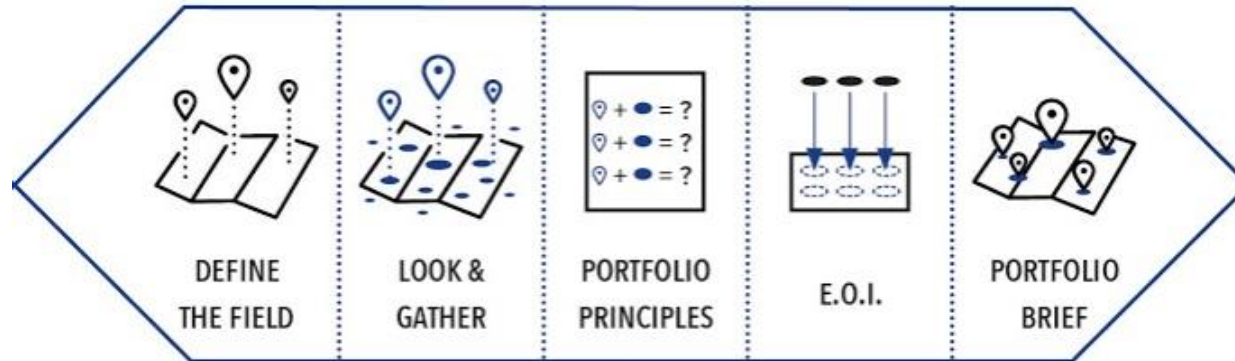 + = ?
+ = ?
+ = ?
DEFINE
THE FIELD
LOOK &
GATHER
PORTFOLIO
PRINCIPLES
E.O.I.
PORTFOLIO
BRIEF